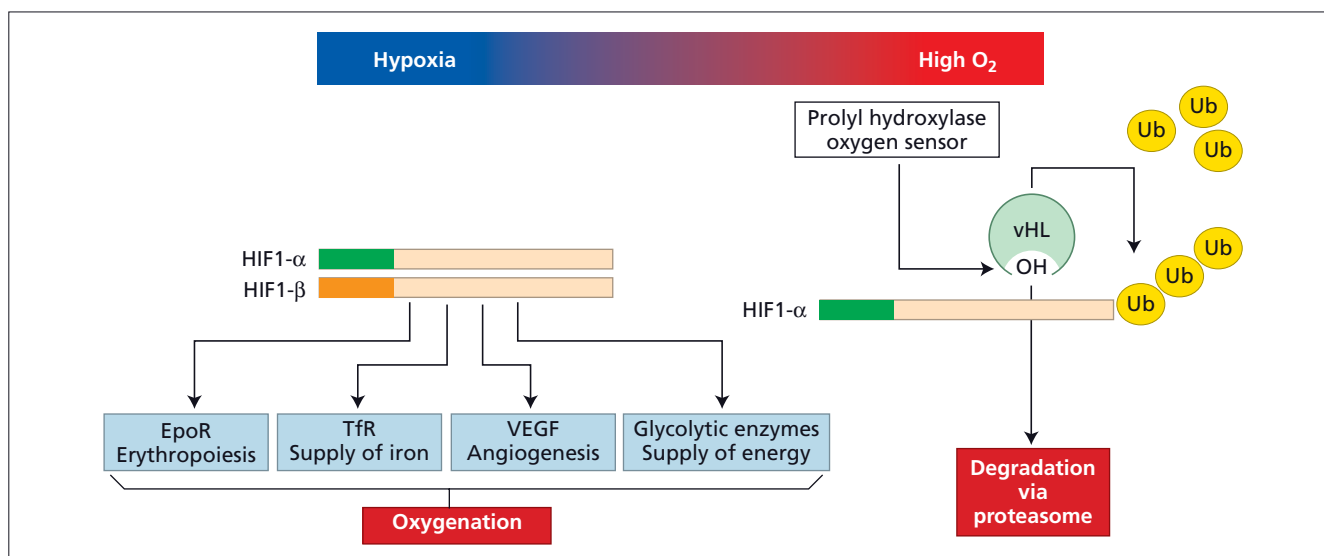 Hypoxia
High O₂
Prolyl hydroxylase
oxygen sensor
Ub
Ub
Ub
vHL
OH
HIF1-α
HIF1-β
HIF1-α
Ub
Ub
Ub
EpoR
Erythropoiesis
TfR
Supply of iron
VEGF
Angiogenesis
Glycolytic enzymes
Supply of energy
Oxygenation
Degradation
via
proteasome